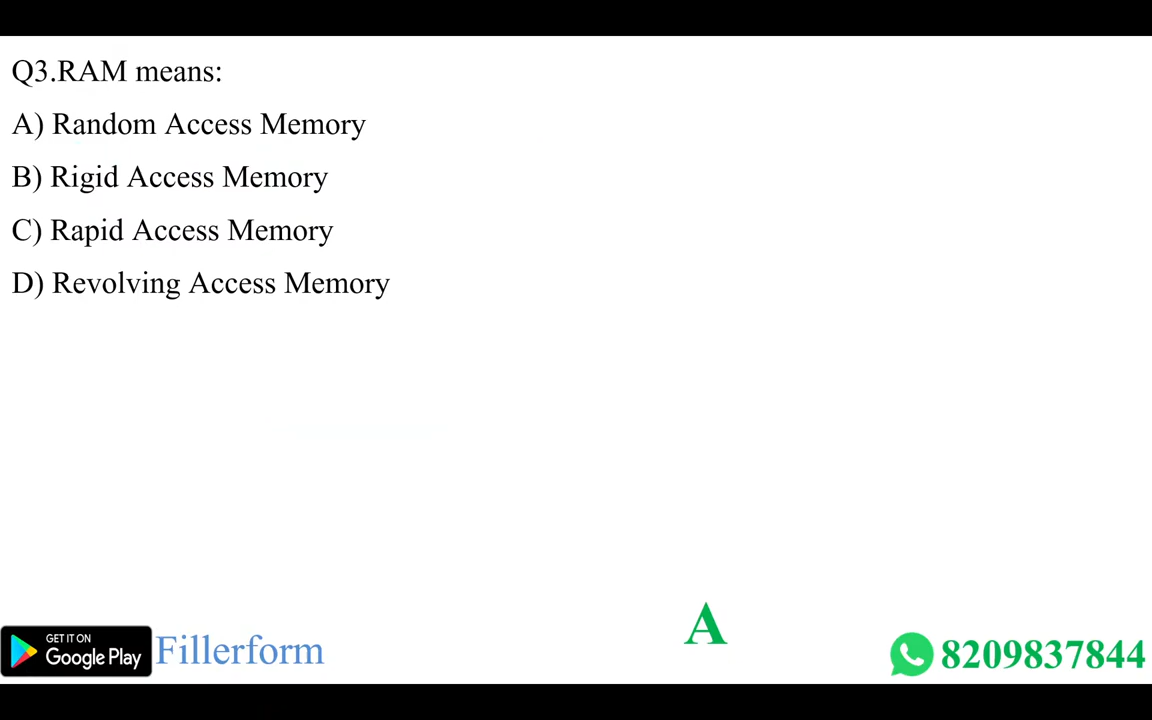 Q3.RAM means:
A) Random Access Memory
B) Rigid Access Memory
C) Rapid Access Memory
D) Revolving Access Memory
A
GET IT ON
Google Play
Fillerform
8209837844